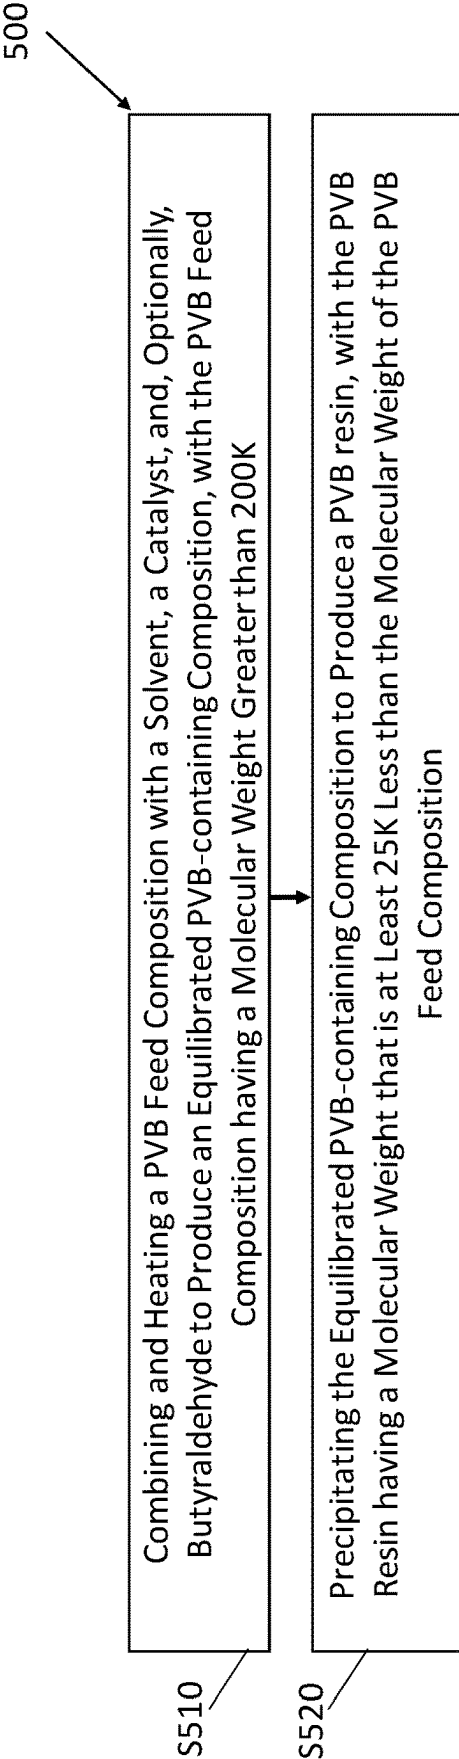 500
S510
Combining and Heating a PVB Feed Composition with a Solvent, a Catalyst, and, Optionally,
Butyraldehyde to Produce an Equilibrated PVB-containing Composition, with the PVB Feed
Composition having a Molecular Weight Greater than 200K
S520
Precipitating the Equilibrated PVB-containing Composition to Produce a PVB resin, with the PVB
Resin having a Molecular Weight that is at Least 25K Less than the Molecular Weight of the PVB
Feed Composition